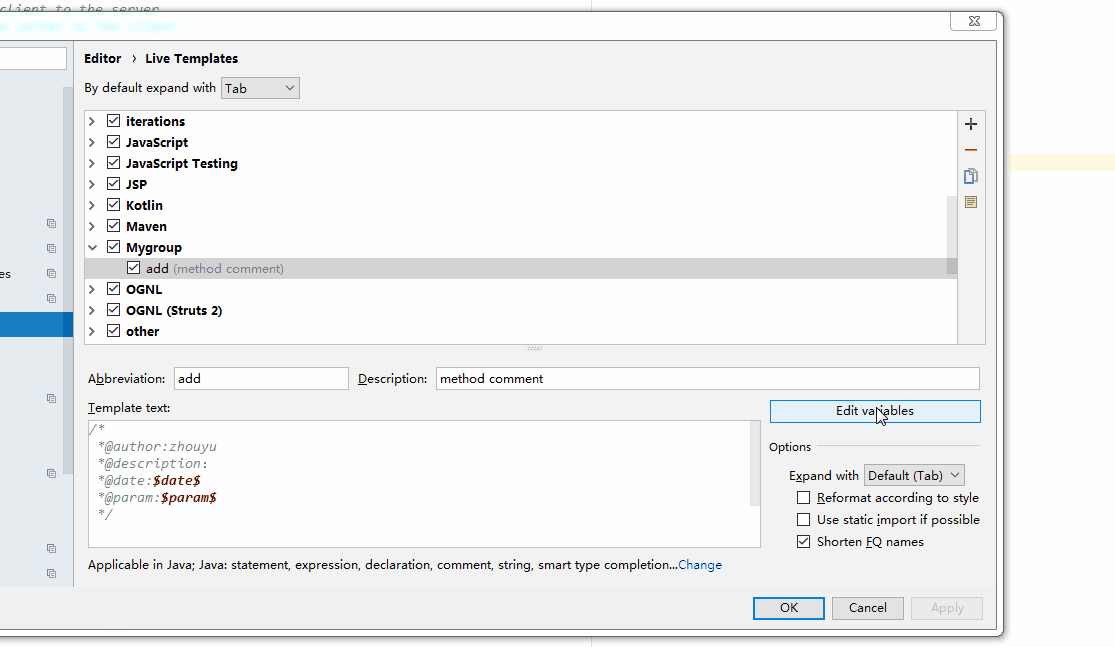 client to the server
Editor › Live Templates
By default expand with Tab
iterations
JavaScript
JavaScript Testing
JSP
Kotlin
Maven
Mygroup
add (method comment)
OGNL
OGNL (Struts 2)
other
es
Abbreviation: add Description: method comment
Template text:
Edit variables
/*
*@author:zhouyu
*@description:
*@date:$date$
*@param:$param$
*/
Options
Expand with Default (Tab)
Reformat according to style
Use static import if possible
Shorten FQ names
Applicable in Java; Java: statement, expression, declaration, comment, string, smart type completion...Change
OK Cancel Apply